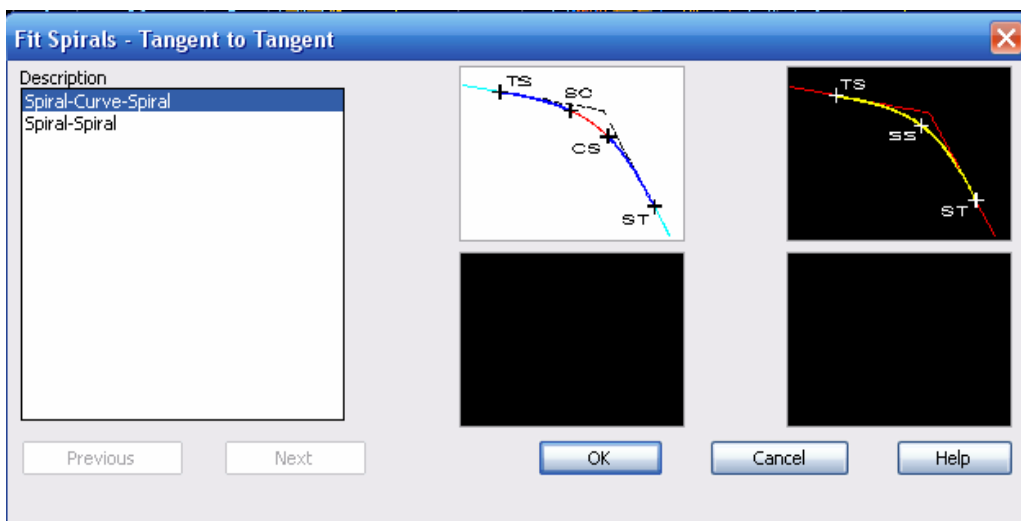 Fit Spirals - Tangent to Tangent
Description
Spiral-Curve-Spiral
Spiral-Spiral
TS
SC
CS
ST
TS
SS
ST
Previous
Next
OK
Cancel
Help